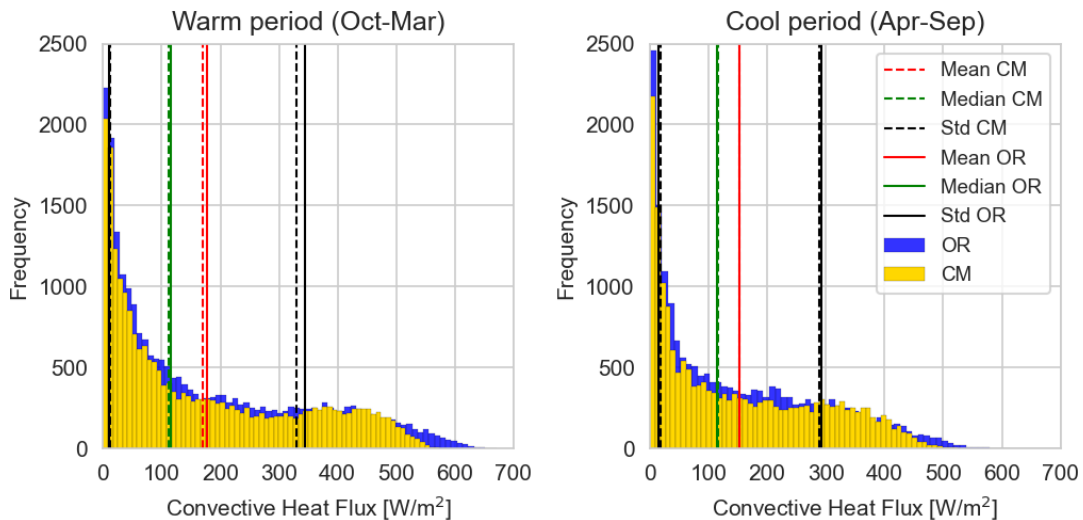 Warm period (Oct-Mar)
2500
2000
1500
1000
500
0
Frequency
0 100 200 300 400 500 600 700
Convective Heat Flux [W/m²]
Cool period (Apr-Sep)
2500
2000
1500
1000
500
0
Frequency
0 100 200 300 400 500 600 700
Convective Heat Flux [W/m²]
Mean CM
Median CM
Std CM
Mean OR
Median OR
Std OR
OR
CM